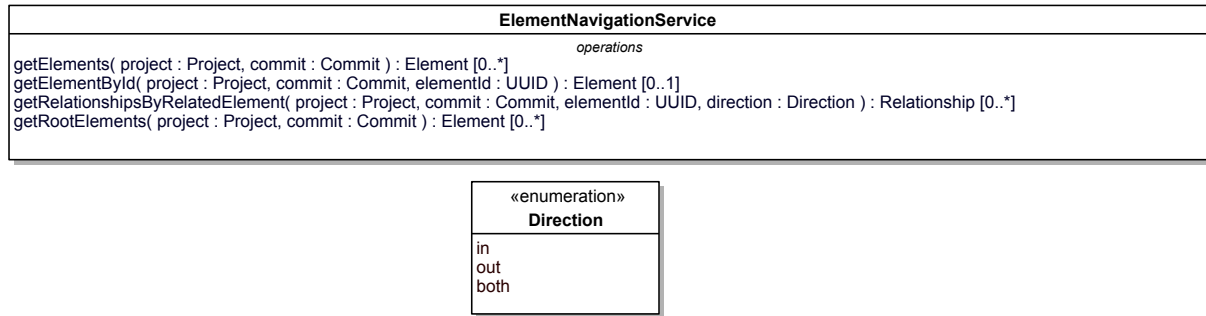 ElementNavigationService
operations
getElements( project : Project, commit : Commit ) : Element [0..*]
getElementById( project : Project, commit : Commit, elementId : UUID ) : Element [0..1]
getRelationshipsByRelatedElement( project : Project, commit : Commit, elementId : UUID, direction : Direction ) : Relationship [0..*]
getRootElements( project : Project, commit : Commit ) : Element [0..*]
«enumeration»
Direction
in
out
both